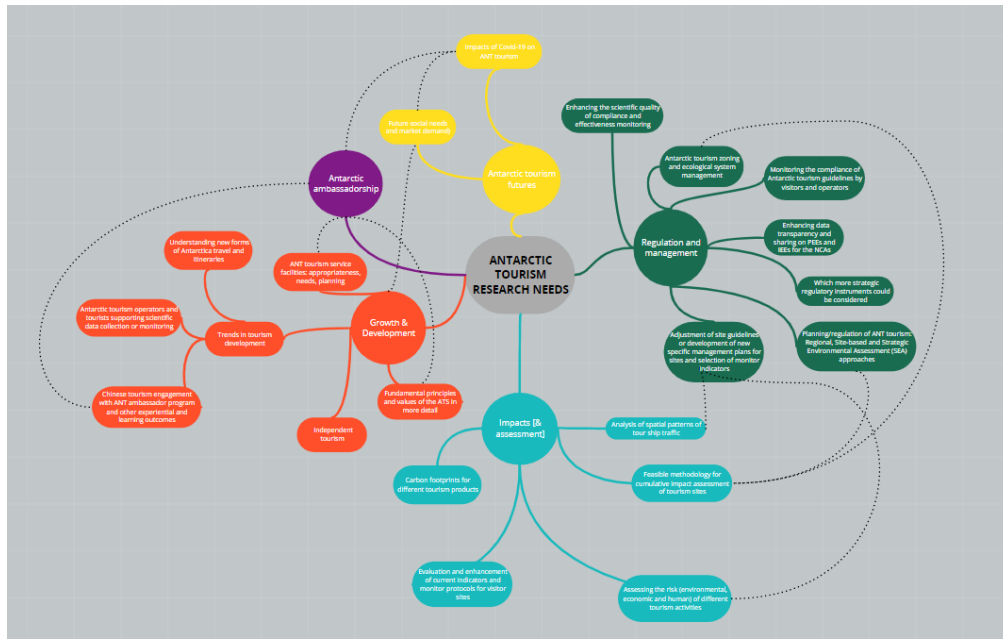 Impacts of Covid-19 on
ANT tourism
Future social needs
and market demand)
Antarctic
ambassadorship
Antarctic tourism
futures
Enhancing the scientific quality
of compliance and
effectiveness monitoring
Antarctic tourism zoning
and ecological system
management
Monitoring the compliance of
Antarctic tourism guidelines by
visitors and operators
Regulation and
management
Enhancing data
transparency and
sharing on PEEs and
IEEs for the NCAs
Which more strategic
regulatory instruments could
be considered
Planning/regulation of ANT tourism:
Regional, Site-based and Strategic
Environmental Assessment (SEA)
approaches
Adjustment of site guidelines
or development of new
specific management plans for
sites and selection of monitor
indicators
ANTARCTIC
TOURISM
RESEARCH NEEDS
Understanding new forms
of Antarctica travel and
itineraries
ANT tourism service
facilities: appropriateness,
needs, planning
Antarctic tourism operators and
tourists supporting scientific
data collection or monitoring
Trends in tourism
development
Growth &
Development
Chinese tourism engagement
with ANT ambassador program
and other experiential and
learning outcomes
Independent
tourism
Fundamental principles
and values of the ATS in
more detail
Impacts [&
assessment]
Analysis of spatial patterns of
tour ship traffic
Carbon footprints for
different tourism products
Feasible methodology for
cumulative impact assessment
of tourism sites
Evaluation and enhancement
of current indicators and
monitor protocols for visitor
sites
Assessing the risk (environmental,
economic and human) of different
tourism activities